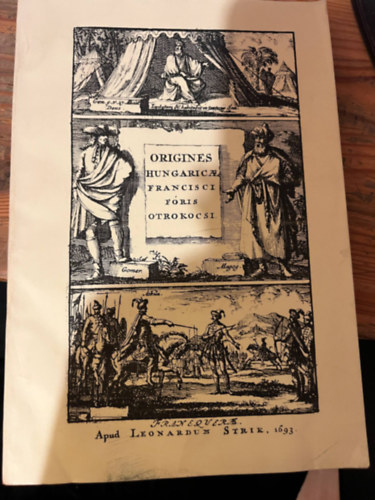 ORIGINES
HUNGARICÆ
FRANCISCI
FÓRIS
OTROKOCSI
FRANEQUERÆ.
Apud LEONARDUM STRIK, 1693.